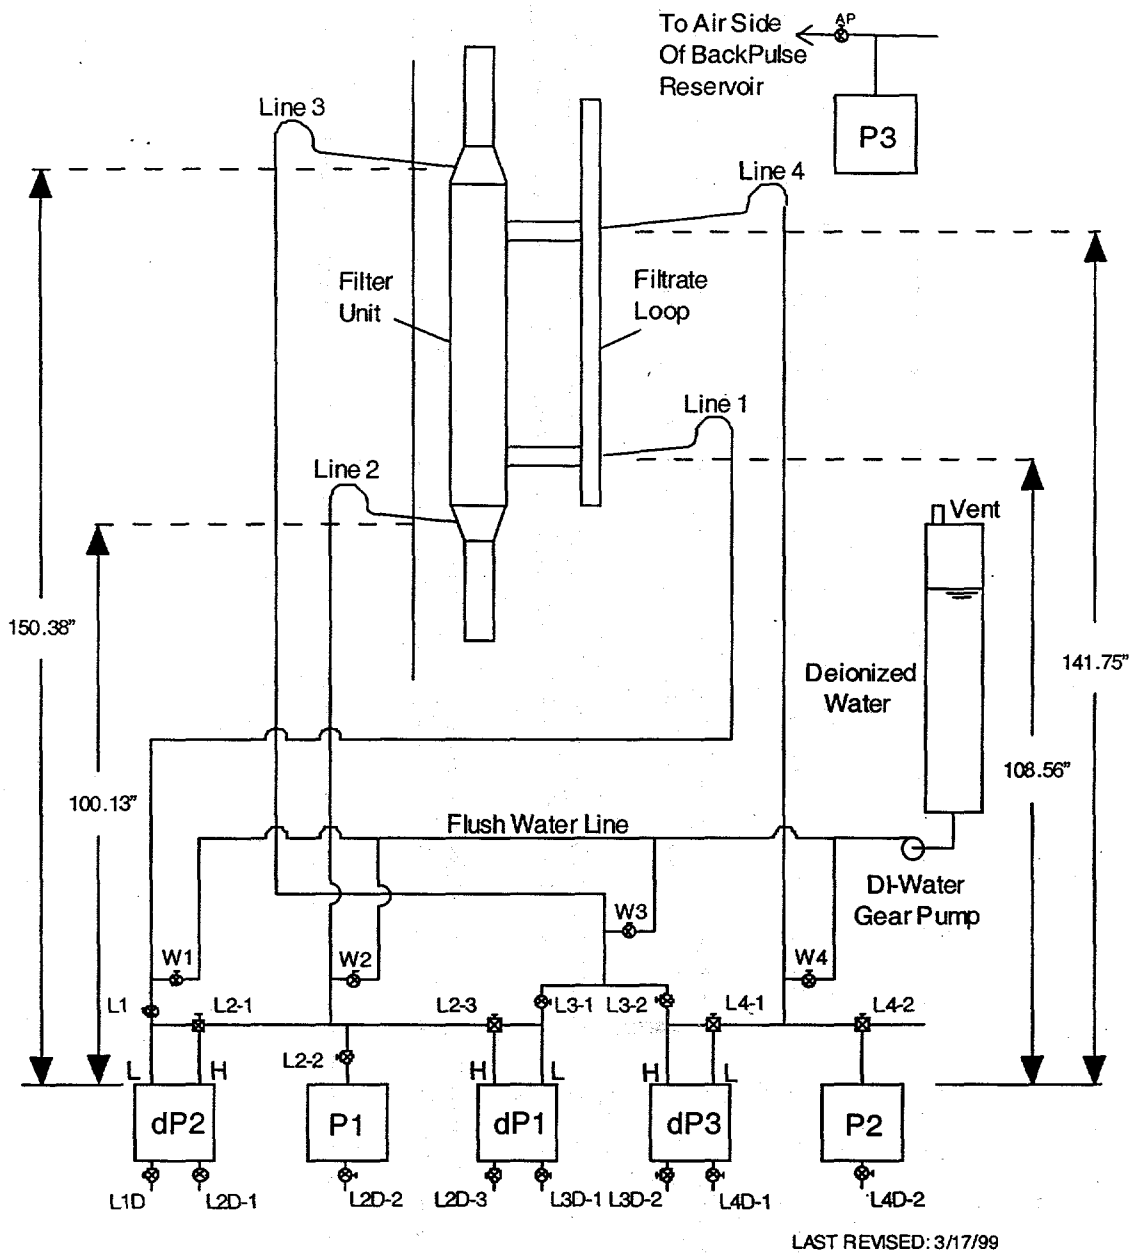 To Air Side
Of BackPulse
Reservoir
AP
P3
Line 3
Line 4
Filter
Unit
Filtrate
Loop
Line 1
Line 2
Vent
150.38"
141.75"
Deionized
Water
108.56"
100.13"
Flush Water Line
DI-Water
Gear Pump
W3
W1
W2
W4
L1
L2-1
L2-3
L3-1
L3-2
L4-1
L4-2
L2-2
L
H
H
L
H
L
dP2
P1
dP1
dP3
P2
L1D
L2D-1
L2D-2
L2D-3
L3D-1
L3D-2
L4D-1
L4D-2
LAST REVISED: 3/17/99